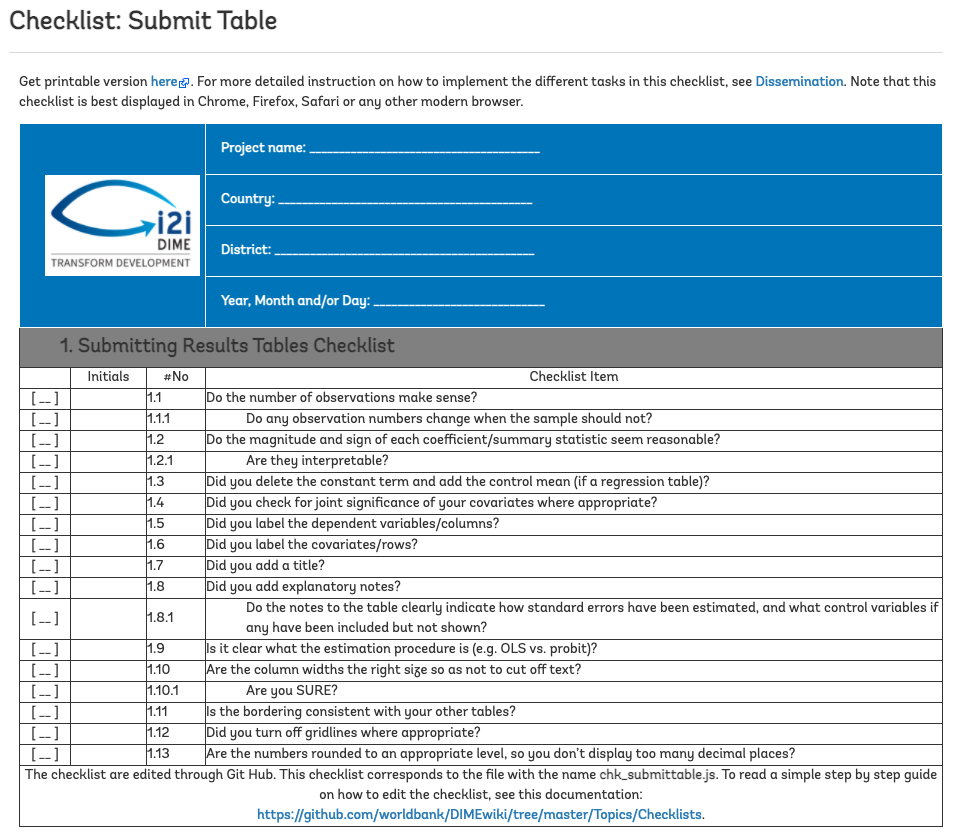 Checklist: Submit Table
Get printable version here. For more detailed instruction on how to implement the different tasks in this checklist, see Dissemination. Note that this
checklist is best displayed in Chrome, Firefox, Safari or any other modern browser.
i2i
DIME
TRANSFORM DEVELOPMENT
Project name: ________________________________
Country: ___________________________________
District: ____________________________________
Year, Month and/or Day: ________________________
1. Submitting Results Tables Checklist
Initials #No Checklist Item
[ __ ] 1.1 Do the number of observations make sense?
[ __ ] 1.1.1 Do any observation numbers change when the sample should not?
[ __ ] 1.2 Do the magnitude and sign of each coefficient/summary statistic seem reasonable?
[ __ ] 1.2.1 Are they interpretable?
[ __ ] 1.3 Did you delete the constant term and add the control mean (if a regression table)?
[ __ ] 1.4 Did you check for joint significance of your covariates where appropriate?
[ __ ] 1.5 Did you label the dependent variables/columns?
[ __ ] 1.6 Did you label the covariates/rows?
[ __ ] 1.7 Did you add a title?
[ __ ] 1.8 Did you add explanatory notes?
[ __ ] 1.8.1 Do the notes to the table clearly indicate how standard errors have been estimated, and what control variables if
any have been included but not shown?
[ __ ] 1.9 Is it clear what the estimation procedure is (e.g. OLS vs. probit)?
[ __ ] 1.10 Are the column widths the right size so as not to cut off text?
[ __ ] 1.10.1 Are you SURE?
[ __ ] 1.11 Is the bordering consistent with your other tables?
[ __ ] 1.12 Did you turn off gridlines where appropriate?
[ __ ] 1.13 Are the numbers rounded to an appropriate level, so you don't display too many decimal places?
The checklist are edited through Git Hub. This checklist corresponds to the file with the name chk_submittable.js. To read a simple step by step guide
on how to edit the checklist, see this documentation:
https://github.com/worldbank/DIMEwiki/tree/master/Topics/Checklists.